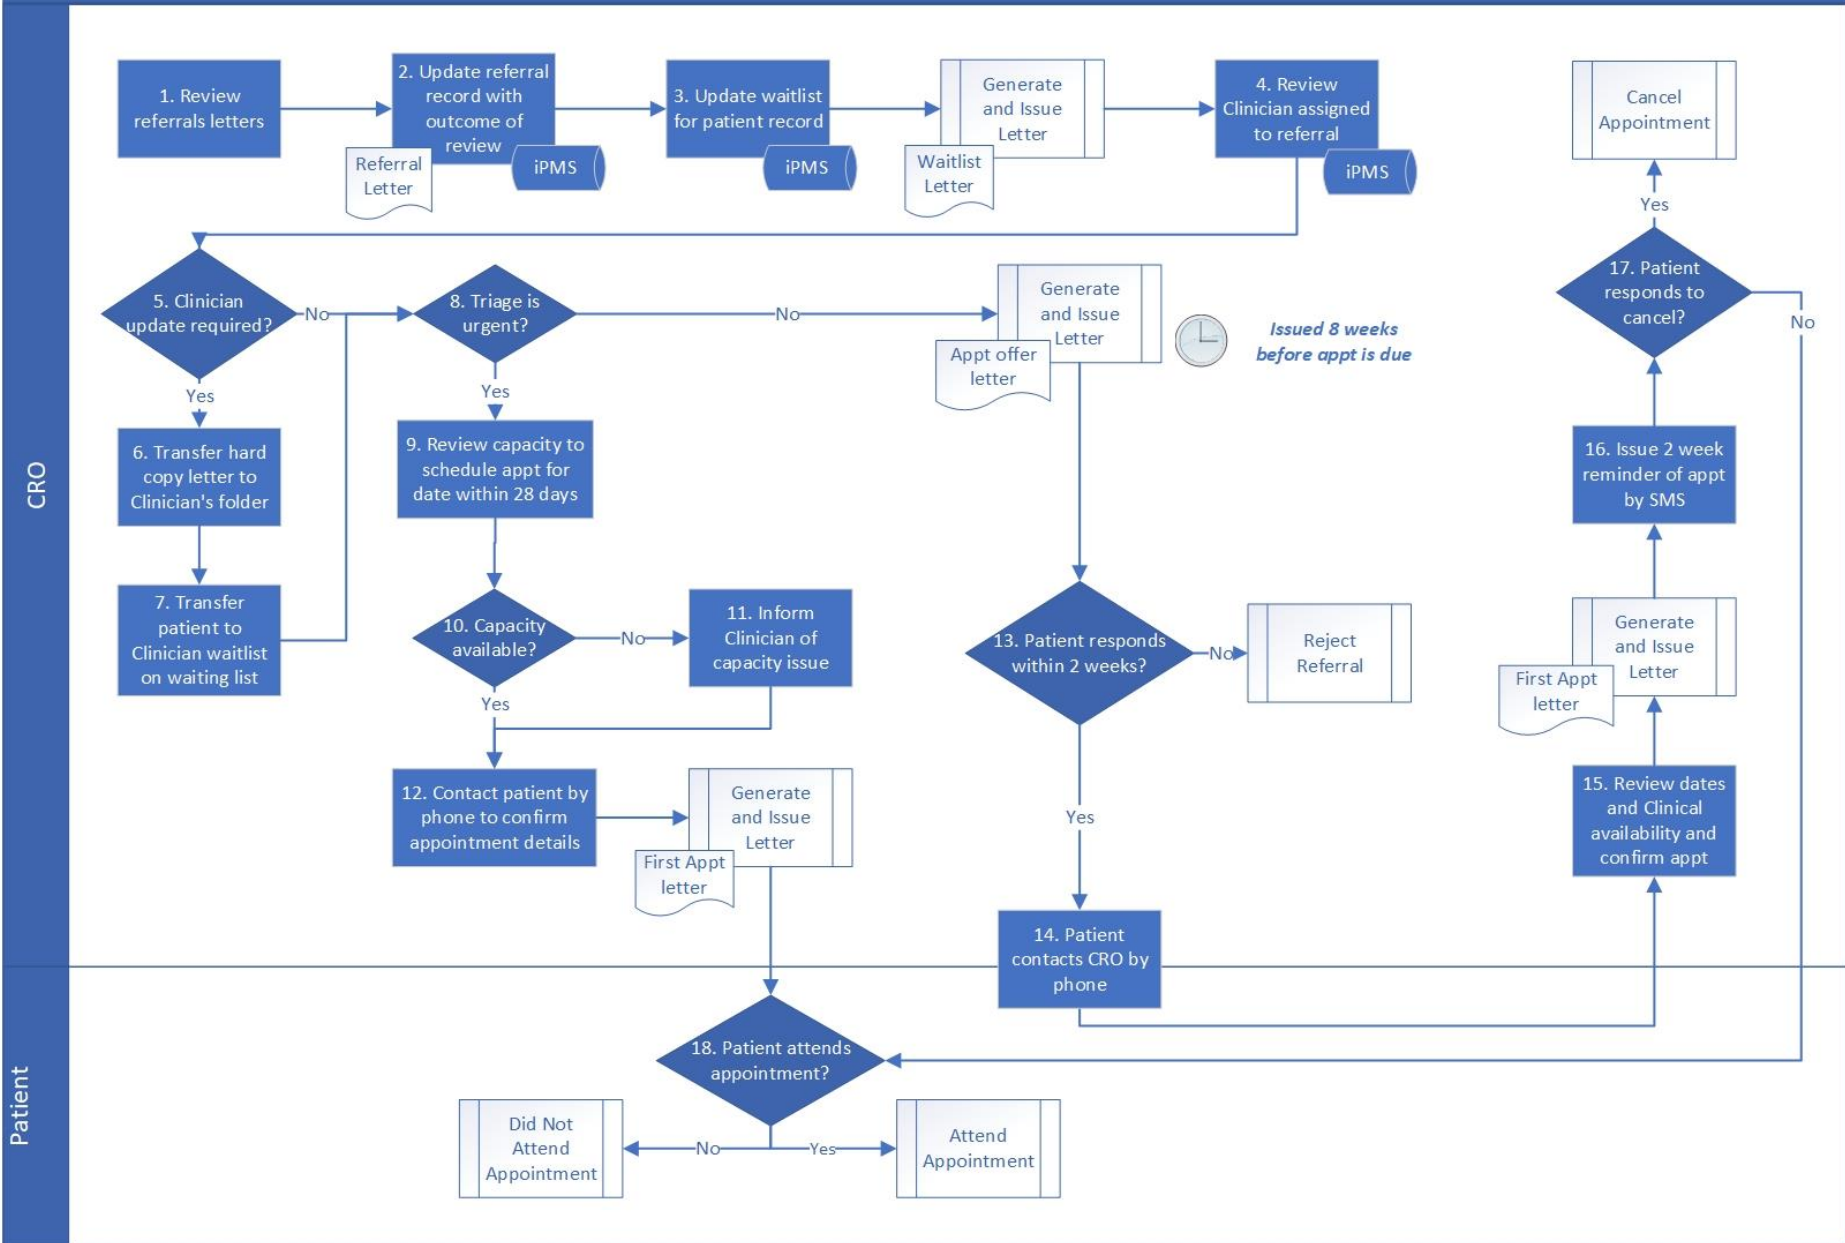 CRO
1. Review
referrals letters
2. Update referral
record with
outcome of
review
Referral
Letter
iPMS
3. Update waitlist
for patient record
iPMS
Generate
and Issue
Letter
Waitlist
Letter
4. Review
Clinician assigned
to referral
iPMS
Cancel
Appointment
Yes
17. Patient
responds to
cancel?
No
5. Clinician
update required?
No
Yes
8. Triage is
urgent?
No
Yes
Generate
and Issue
Letter
Appt offer
letter
Issued 8 weeks
before appt is due
6. Transfer hard
copy letter to
Clinician's folder
9. Review capacity to
schedule appt for
date within 28 days
16. Issue 2 week
reminder of appt
by SMS
7. Transfer
patient to
Clinician waitlist
on waiting list
10. Capacity
available?
No
Yes
11. Inform
Clinician of
capacity issue
13. Patient responds
within 2 weeks?
No
Yes
Reject
Referral
Generate
and Issue
Letter
First Appt
letter
12. Contact patient by
phone to confirm
appointment details
Generate
and Issue
Letter
First Appt
letter
15. Review dates
and Clinical
availability and
confirm appt
14. Patient
contacts CRO by
phone
Patient
18. Patient attends
appointment?
Did Not
Attend
Appointment
No
Yes
Attend
Appointment